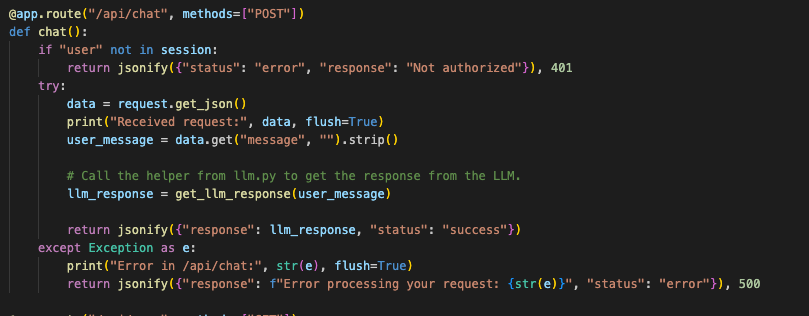 @app.route("/api/chat", methods=["POST"])
def chat():
    if "user" not in session:
        return jsonify({"status": "error", "response": "Not authorized"}), 401
    try:
        data = request.get_json()
        print("Received request:", data, flush=True)
        user_message = data.get("message", "").strip()

        # Call the helper from llm.py to get the response from the LLM.
        llm_response = get_llm_response(user_message)

        return jsonify({"response": llm_response, "status": "success"})
    except Exception as e:
        print("Error in /api/chat:", str(e), flush=True)
        return jsonify({"response": f"Error processing your request: {str(e)}", "status": "error"}), 500